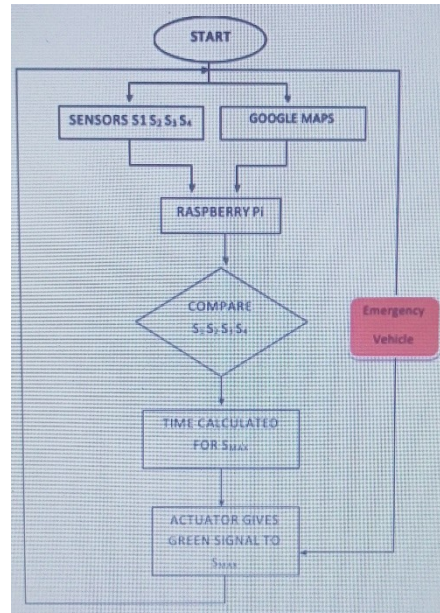 START
SENSORS S1 S₂ S₃ S₄
GOOGLE MAPS
RASPBERRY Pi
COMPARE
S₁ S₂ S₃ S₄
Emergency
Vehicle
TIME CALCULATED
FOR SMAX
ACTUATOR GIVES
GREEN SIGNAL TO
SMAX